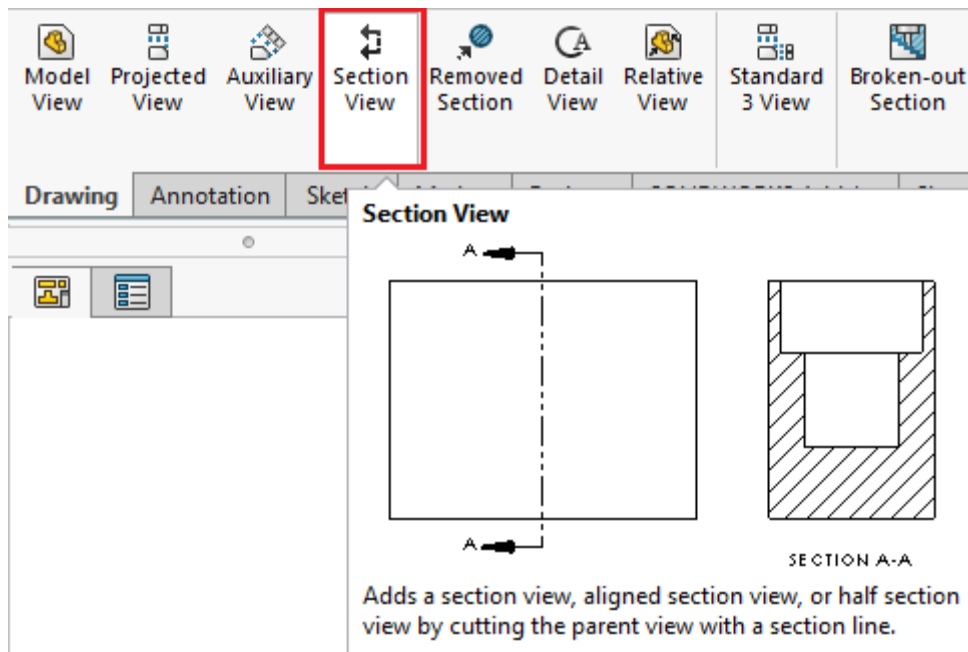 Model View
Projected View
Auxiliary View
Section View
Removed Section
Detail View
Relative View
Standard 3 View
Broken-out Section
Drawing
Annotation
Section View
A
A
SECTION A-A
Adds a section view, aligned section view, or half section
view by cutting the parent view with a section line.